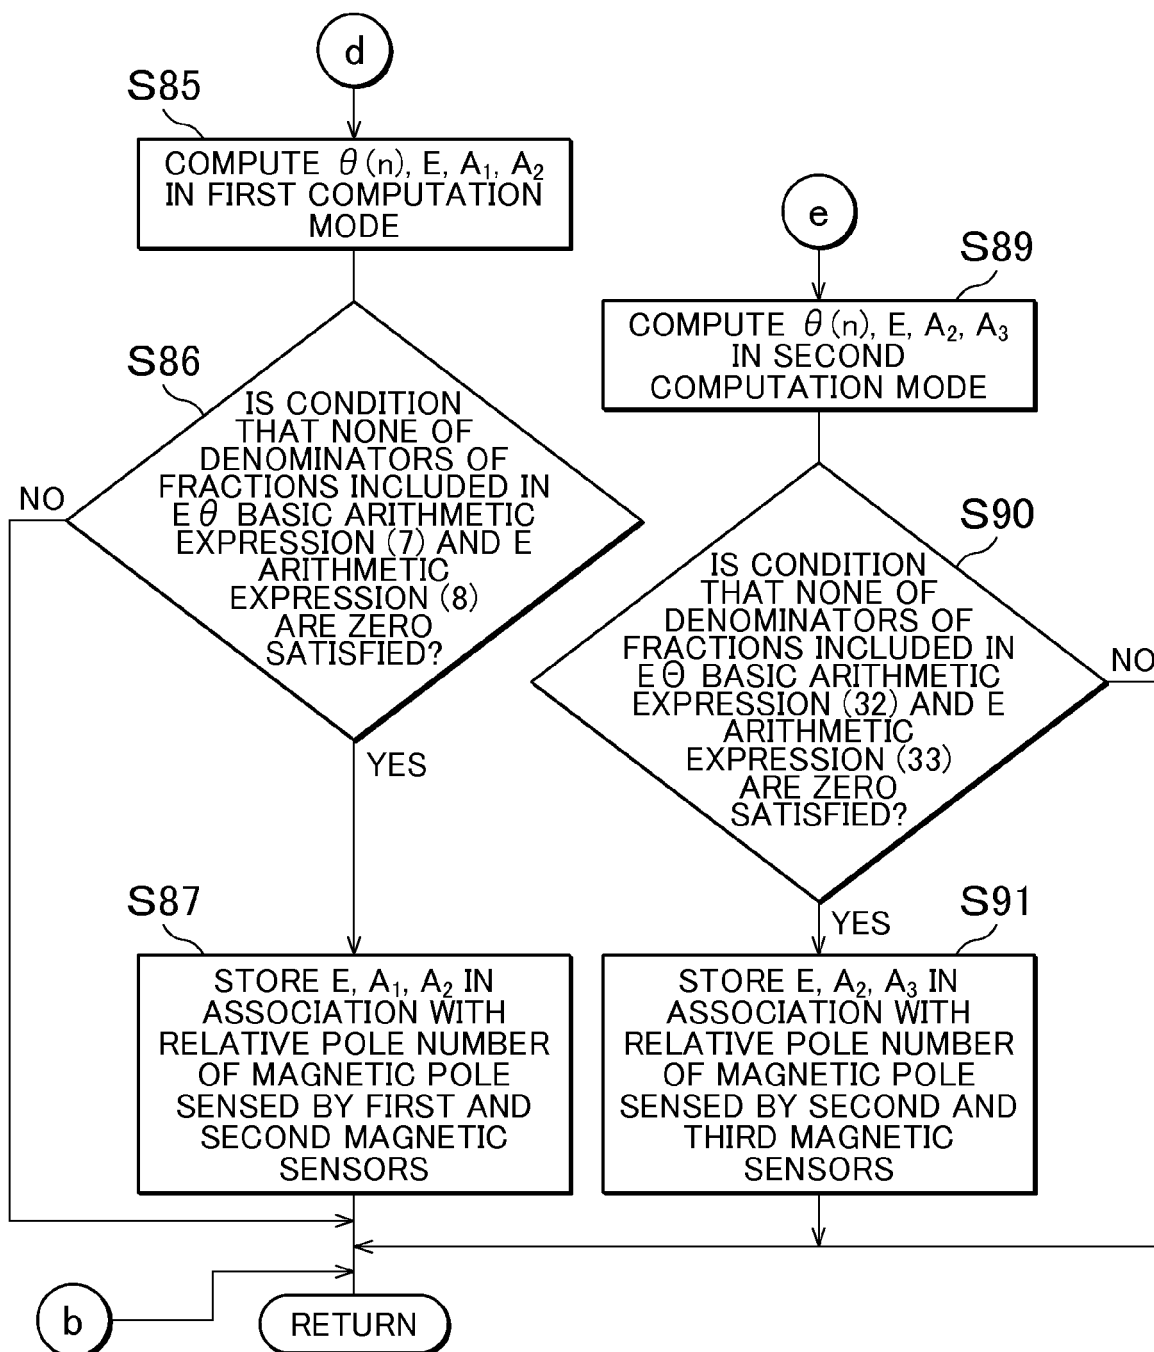 d
S85
COMPUTE θ(n), E, A₁, A₂
IN FIRST COMPUTATION
MODE
S86
IS CONDITION
THAT NONE OF
DENOMINATORS OF
FRACTIONS INCLUDED IN
Eθ BASIC ARITHMETIC
EXPRESSION (7) AND E
ARITHMETIC
EXPRESSION (8)
ARE ZERO
SATISFIED?
NO
YES
S87
STORE E, A₁, A₂ IN
ASSOCIATION WITH
RELATIVE POLE NUMBER
OF MAGNETIC POLE
SENSED BY FIRST AND
SECOND MAGNETIC
SENSORS
e
S89
COMPUTE θ(n), E, A₂, A₃
IN SECOND
COMPUTATION MODE
S90
IS CONDITION
THAT NONE OF
DENOMINATORS OF
FRACTIONS INCLUDED IN
EΘ BASIC ARITHMETIC
EXPRESSION (32) AND E
ARITHMETIC
EXPRESSION (33)
ARE ZERO
SATISFIED?
NO
YES
S91
STORE E, A₂, A₃ IN
ASSOCIATION WITH
RELATIVE POLE NUMBER
OF MAGNETIC POLE
SENSED BY SECOND AND
THIRD MAGNETIC
SENSORS
b
RETURN